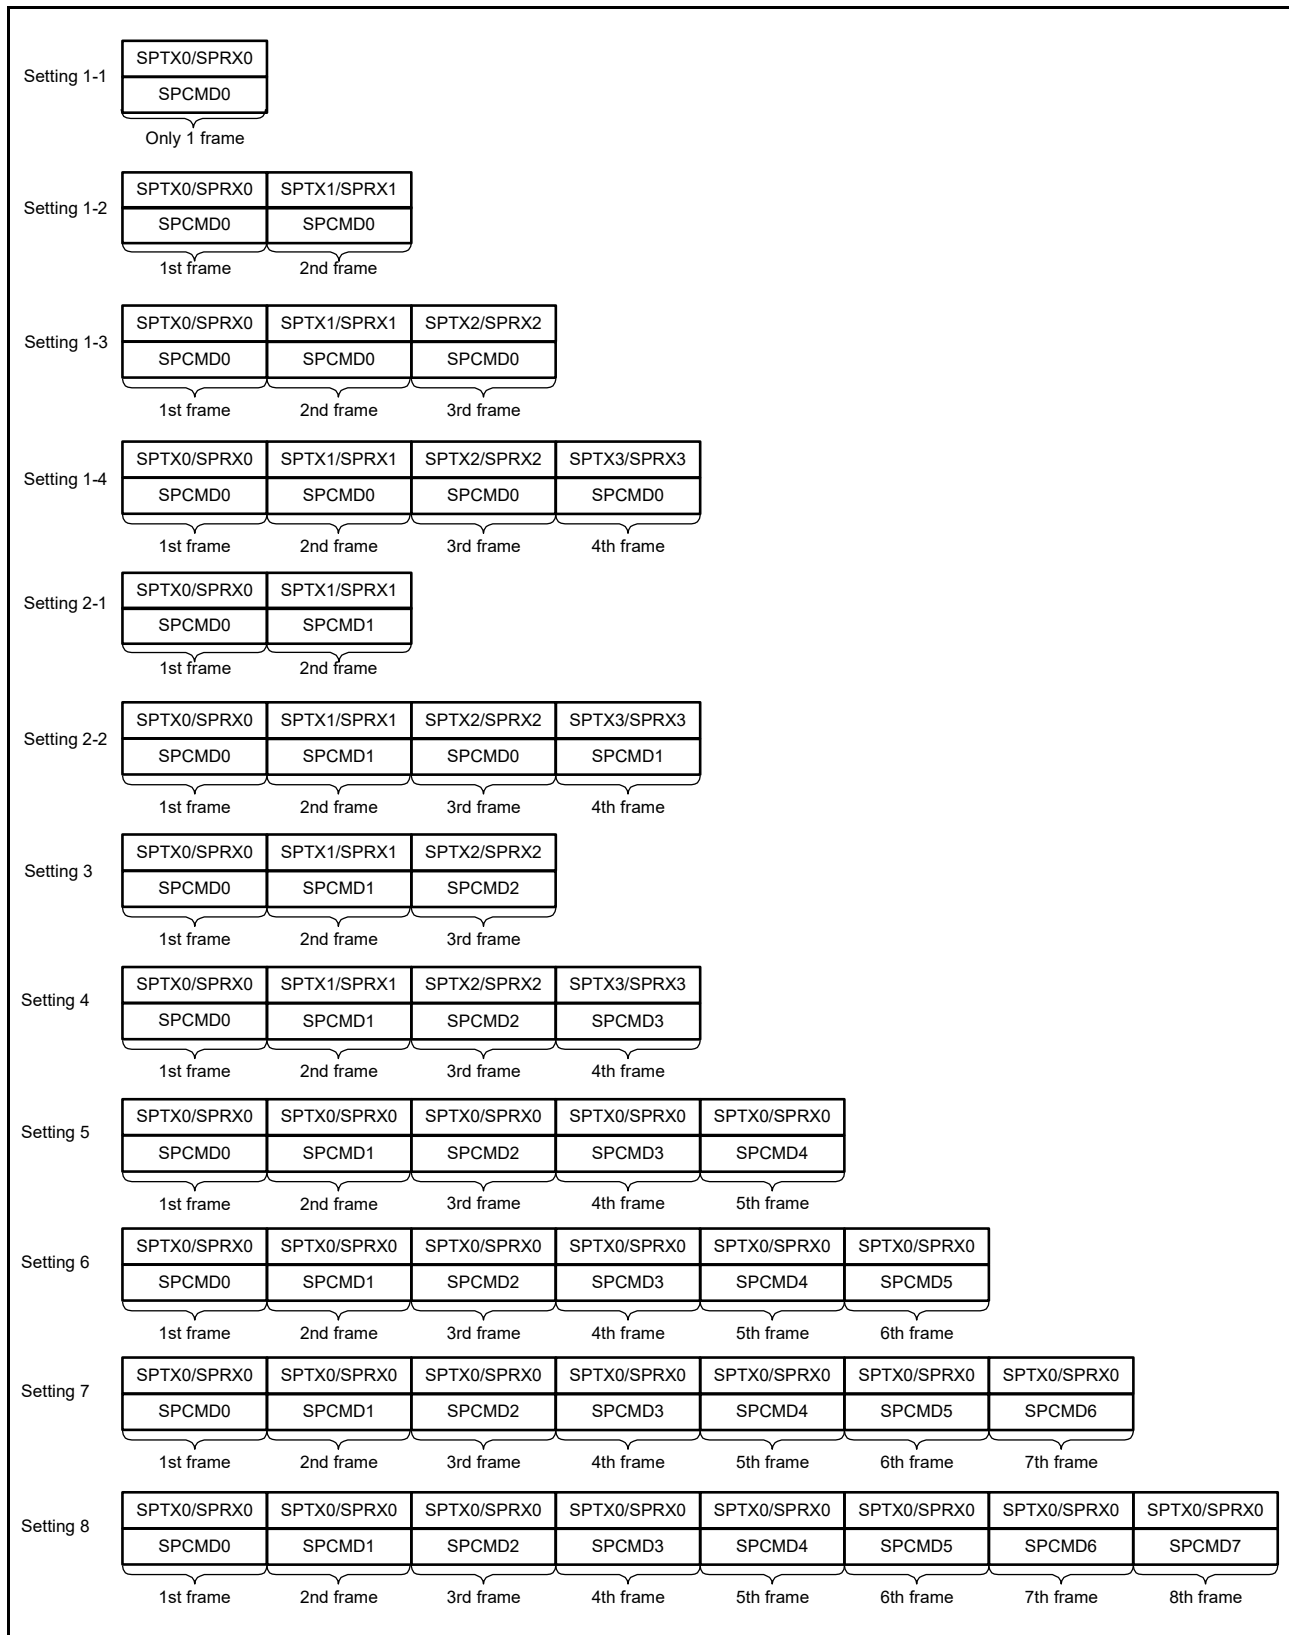 SPTX0/SPRX0
Setting 1-1
SPCMD0
Only 1 frame
SPTX0/SPRX0 SPTX1/SPRX1
Setting 1-2
SPCMD0 SPCMD0
1st frame 2nd frame
SPTX0/SPRX0 SPTX1/SPRX1 SPTX2/SPRX2
Setting 1-3
SPCMD0 SPCMD0 SPCMD0
1st frame 2nd frame 3rd frame
SPTX0/SPRX0 SPTX1/SPRX1 SPTX2/SPRX2 SPTX3/SPRX3
Setting 1-4
SPCMD0 SPCMD0 SPCMD0 SPCMD0
1st frame 2nd frame 3rd frame 4th frame
SPTX0/SPRX0 SPTX1/SPRX1
Setting 2-1
SPCMD0 SPCMD1
1st frame 2nd frame
SPTX0/SPRX0 SPTX1/SPRX1 SPTX2/SPRX2 SPTX3/SPRX3
Setting 2-2
SPCMD0 SPCMD1 SPCMD0 SPCMD1
1st frame 2nd frame 3rd frame 4th frame
SPTX0/SPRX0 SPTX1/SPRX1 SPTX2/SPRX2
Setting 3
SPCMD0 SPCMD1 SPCMD2
1st frame 2nd frame 3rd frame
SPTX0/SPRX0 SPTX1/SPRX1 SPTX2/SPRX2 SPTX3/SPRX3
Setting 4
SPCMD0 SPCMD1 SPCMD2 SPCMD3
1st frame 2nd frame 3rd frame 4th frame
SPTX0/SPRX0 SPTX0/SPRX0 SPTX0/SPRX0 SPTX0/SPRX0 SPTX0/SPRX0
Setting 5
SPCMD0 SPCMD1 SPCMD2 SPCMD3 SPCMD4
1st frame 2nd frame 3rd frame 4th frame 5th frame
SPTX0/SPRX0 SPTX0/SPRX0 SPTX0/SPRX0 SPTX0/SPRX0 SPTX0/SPRX0 SPTX0/SPRX0
Setting 6
SPCMD0 SPCMD1 SPCMD2 SPCMD3 SPCMD4 SPCMD5
1st frame 2nd frame 3rd frame 4th frame 5th frame 6th frame
SPTX0/SPRX0 SPTX0/SPRX0 SPTX0/SPRX0 SPTX0/SPRX0 SPTX0/SPRX0 SPTX0/SPRX0 SPTX0/SPRX0
Setting 7
SPCMD0 SPCMD1 SPCMD2 SPCMD3 SPCMD4 SPCMD5 SPCMD6
1st frame 2nd frame 3rd frame 4th frame 5th frame 6th frame 7th frame
SPTX0/SPRX0 SPTX0/SPRX0 SPTX0/SPRX0 SPTX0/SPRX0 SPTX0/SPRX0 SPTX0/SPRX0 SPTX0/SPRX0 SPTX0/SPRX0
Setting 8
SPCMD0 SPCMD1 SPCMD2 SPCMD3 SPCMD4 SPCMD5 SPCMD6 SPCMD7
1st frame 2nd frame 3rd frame 4th frame 5th frame 6th frame 7th frame 8th frame